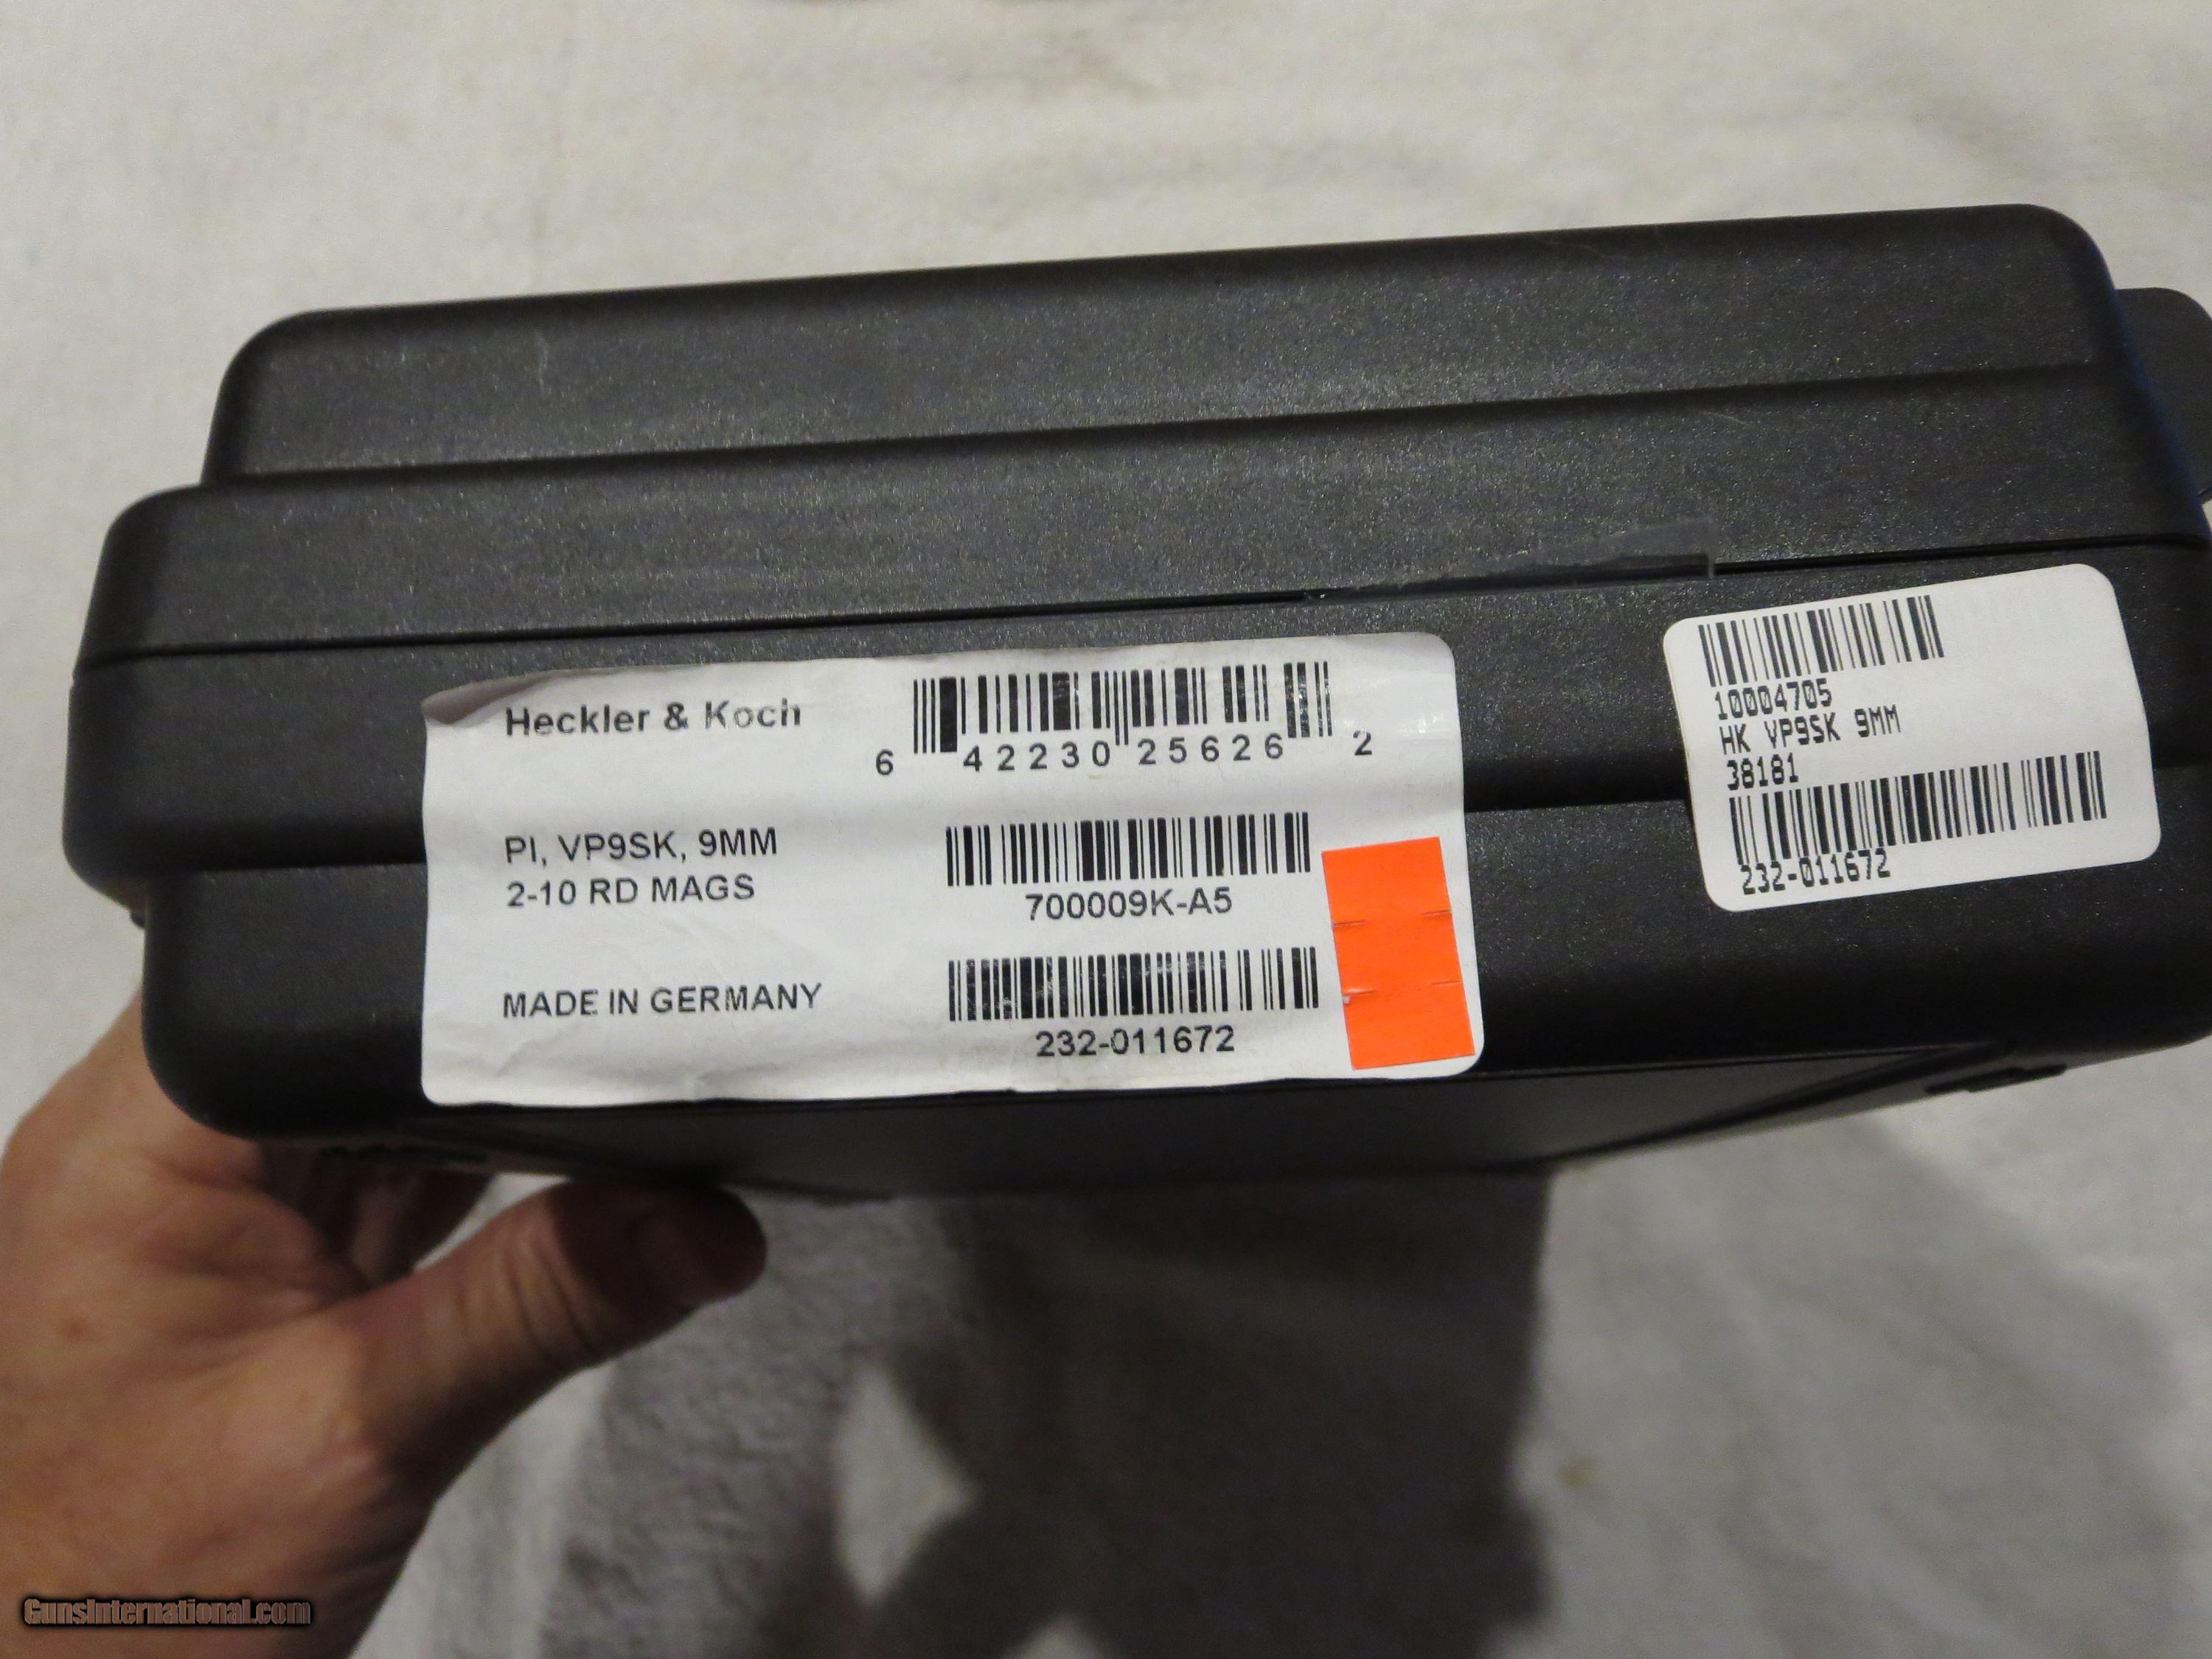 Heckler & Koch
6 42230 25626 2
PI, VP9SK, 9MM
2-10 RD MAGS
700009K-A5
MADE IN GERMANY
232-011672
10004705
HK VP9SK 9MM
38181
232-011672
GunsInternational.com